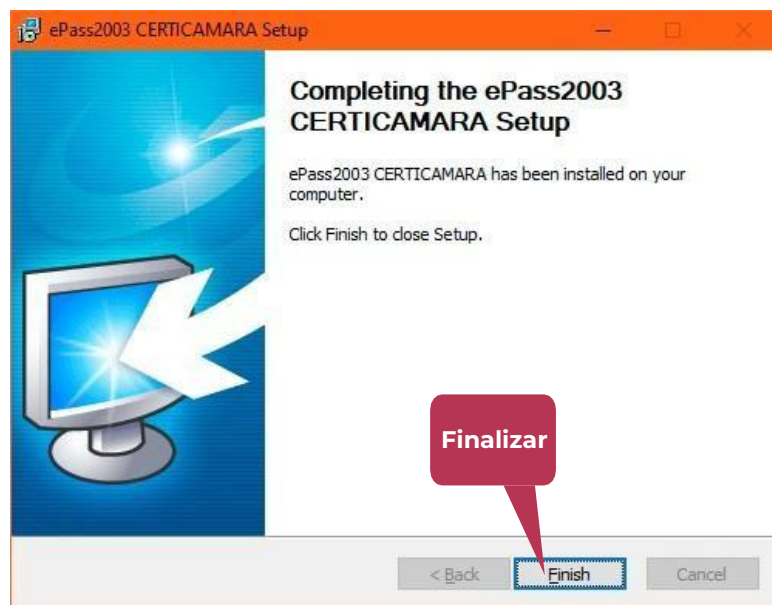 ePass2003 CERTICAMARA Setup
Completing the ePass2003
CERTICAMARA Setup
ePass2003 CERTICAMARA has been installed on your
computer.
Click Finish to close Setup.
Finalizar
< Back Finish Cancel